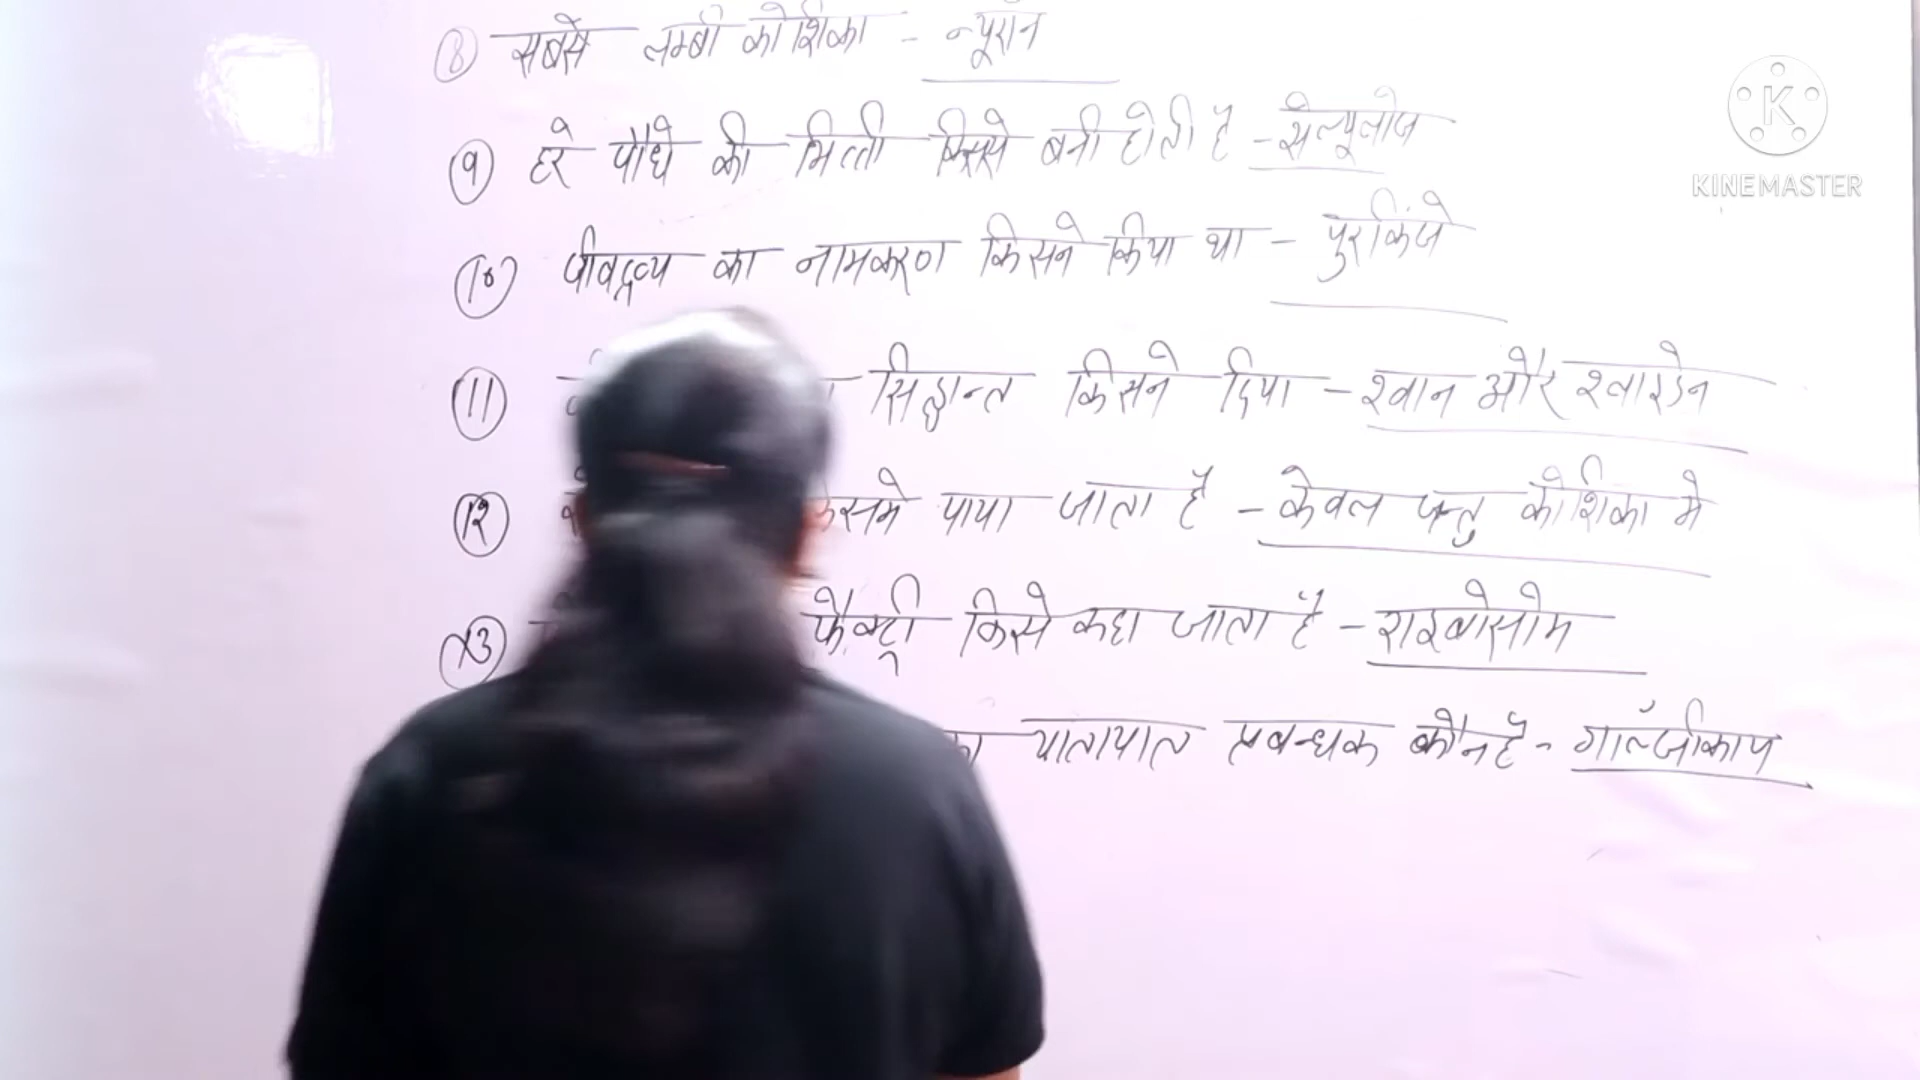 8 सबसे लम्बी कोशिका - न्यूरॉन
9 हरे पौधे की भित्ती किससे बनी होती है - सेल्यूलोज
10 जीवद्रव्य का नामकरण किसने किया था - पुरकिंजे
11 सिद्धान्त किसने दिया - श्वान और श्लाइडेन
12 पाया जाता है - केवल जन्तु कोशिका मे
13 फैक्ट्री किसे कहा जाता है - राइबोसोम
यातायात प्रबन्धक कौन है - गॉल्जीकाय
K
KINEMASTER